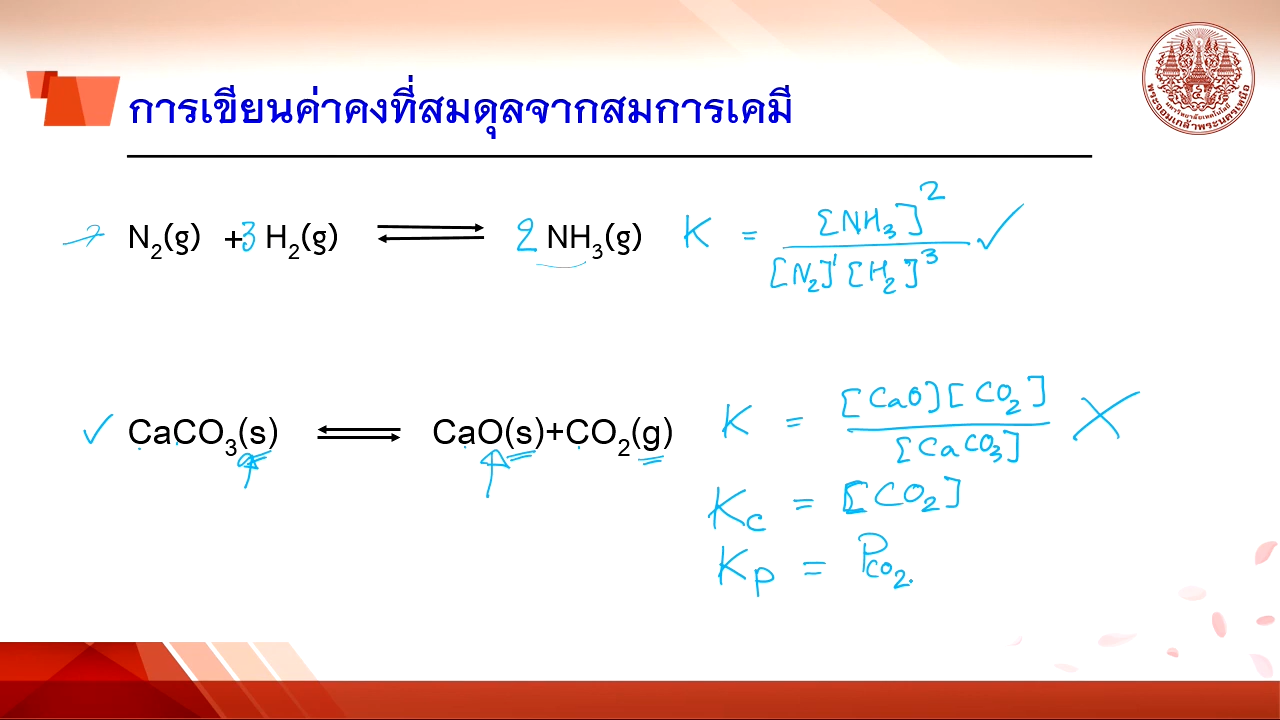 การเขียนค่าคงที่สมดุลจากสมการเคมี
N₂(g) + 3 H₂(g) ⇌ 2 NH₃(g) K = [NH₃]² / [N₂]¹ [H₂]³ ✓
✓ CaCO₃(s) ⇌ CaO(s)+CO₂(g) K = [CaO][CO₂] / [CaCO₃] ✗
Kc = [CO₂]
Kp = PCO₂